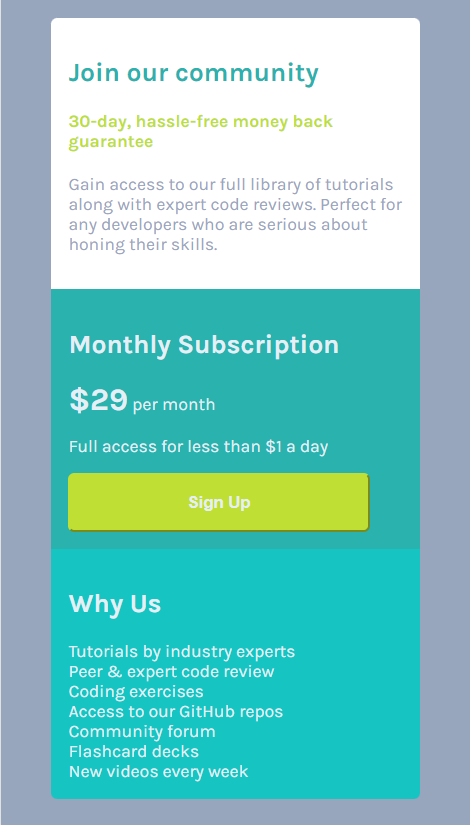 Join our community
30-day, hassle-free money back
guarantee
Gain access to our full library of tutorials
along with expert code reviews. Perfect for
any developers who are serious about
honing their skills.
Monthly Subscription
$29 per month
Full access for less than $1 a day
Sign Up
Why Us
Tutorials by industry experts
Peer & expert code review
Coding exercises
Access to our GitHub repos
Community forum
Flashcard decks
New videos every week